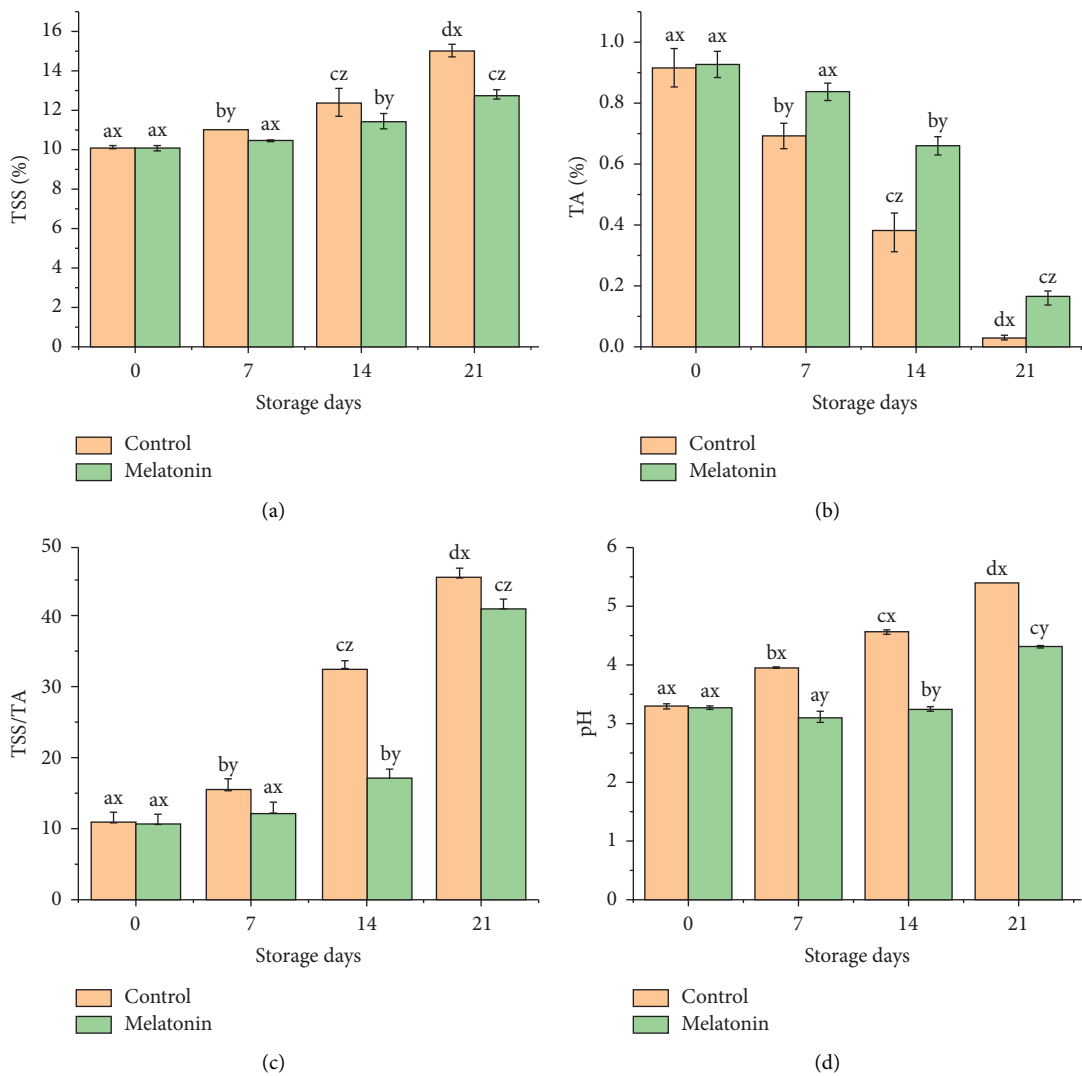 16
14
12
10
8
6
4
2
0
TSS (%)
ax ax
by ax
cz by
dx cz
0 7 14 21
Storage days
Control
Melatonin
(a)
1.0
0.8
0.6
0.4
0.2
0.0
TA (%)
ax ax
by ax
cz by
dx cz
0 7 14 21
Storage days
Control
Melatonin
(b)
50
40
30
20
10
0
TSS/TA
ax ax
by ax
cz by
dx cz
0 7 14 21
Storage days
Control
Melatonin
(c)
6
5
4
3
2
1
0
pH
ax ax
bx ay
cx by
dx cy
0 7 14 21
Storage days
Control
Melatonin
(d)